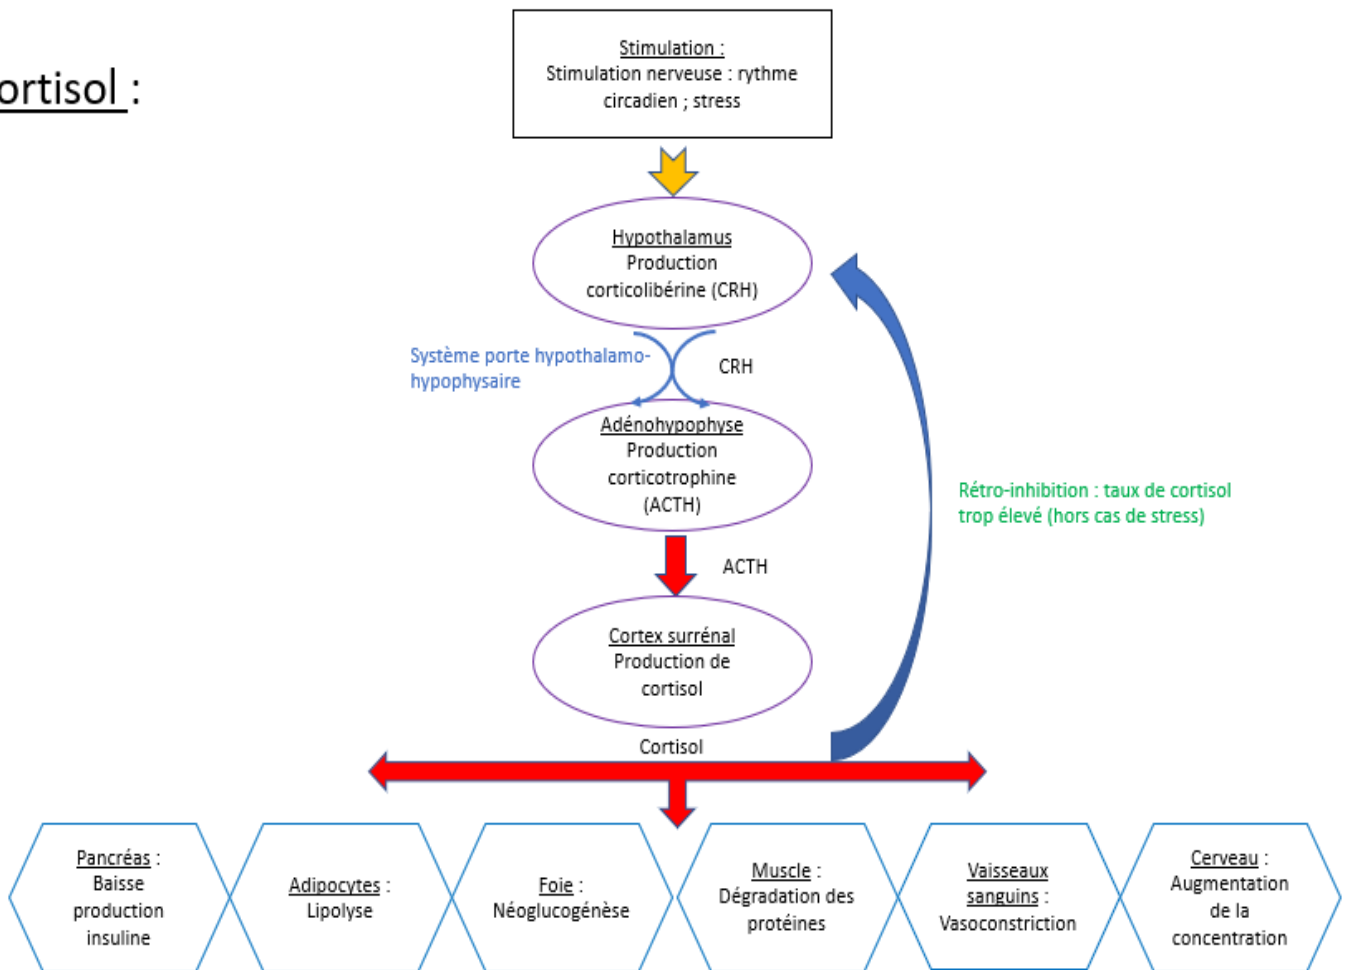 ortisol :
Stimulation :
Stimulation nerveuse : rythme
circadien ; stress
Hypothalamus
Production
corticolibérine (CRH)
Système porte hypothalamo-
hypophysaire
CRH
Adénohypophyse
Production
corticotrophine
(ACTH)
Rétro-inhibition : taux de cortisol
trop élevé (hors cas de stress)
ACTH
Cortex surrénal
Production de
cortisol
Cortisol
Pancréas :
Baisse
production
insuline
Adipocytes :
Lipolyse
Foie :
Néoglucogénèse
Muscle :
Dégradation des
protéines
Vaisseaux
sanguins :
Vasoconstriction
Cerveau :
Augmentation
de la
concentration